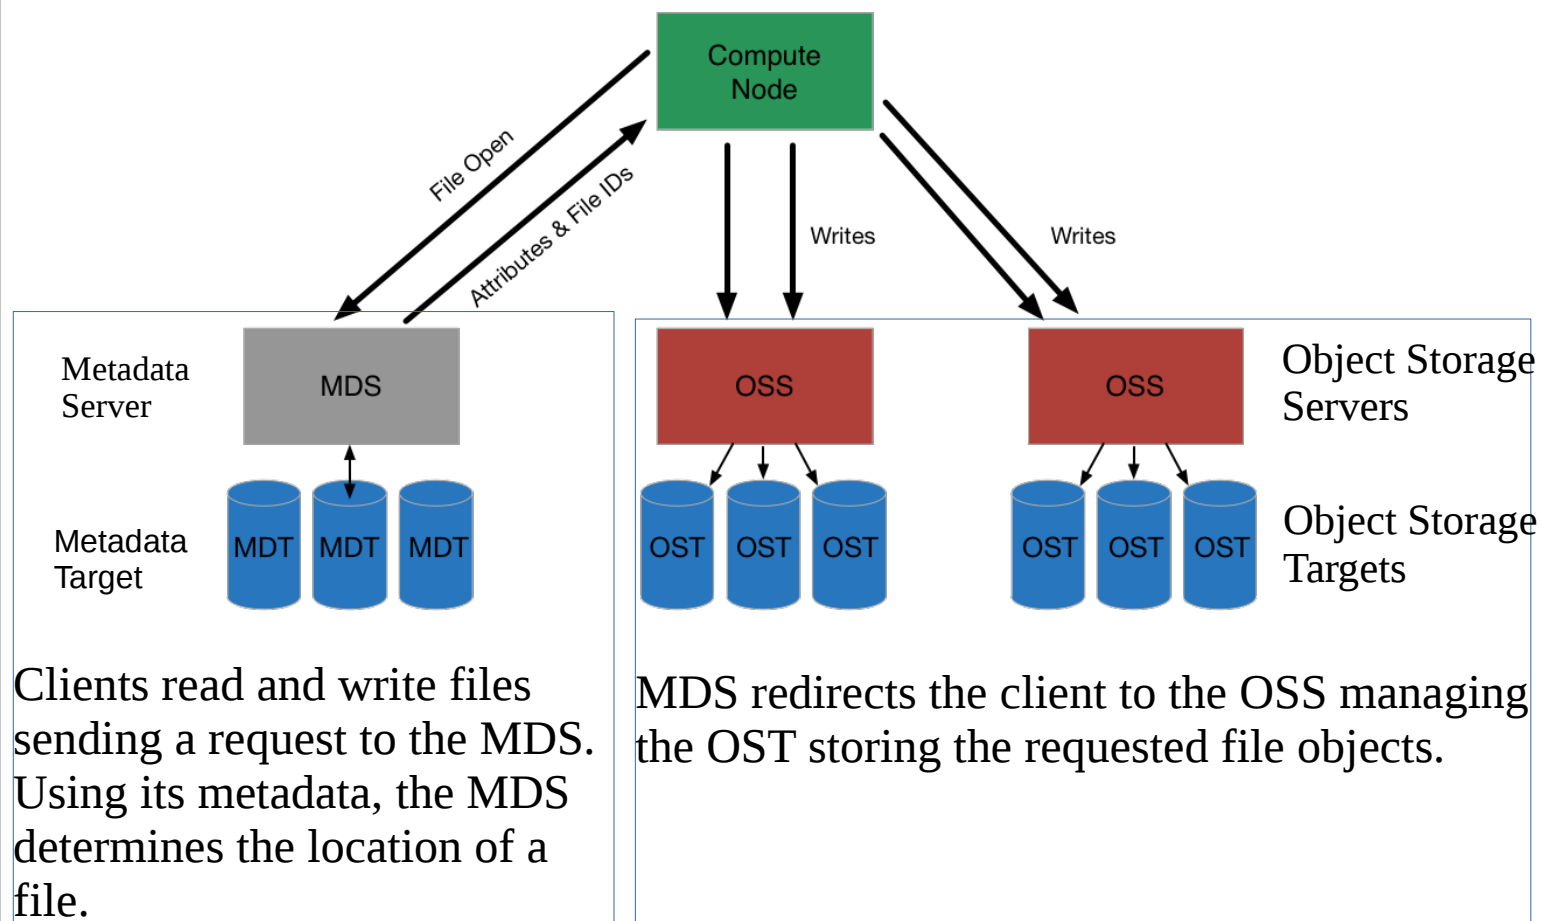 Compute
Node
File Open
Attributes & File IDs
Writes
Writes
Metadata
Server
MDS
OSS
OSS
Object Storage
Servers
Metadata
Target
MDT
MDT
MDT
OST
OST
OST
OST
OST
OST
Object Storage
Targets
Clients read and write files
sending a request to the MDS.
Using its metadata, the MDS
determines the location of a
file.
MDS redirects the client to the OSS managing
the OST storing the requested file objects.